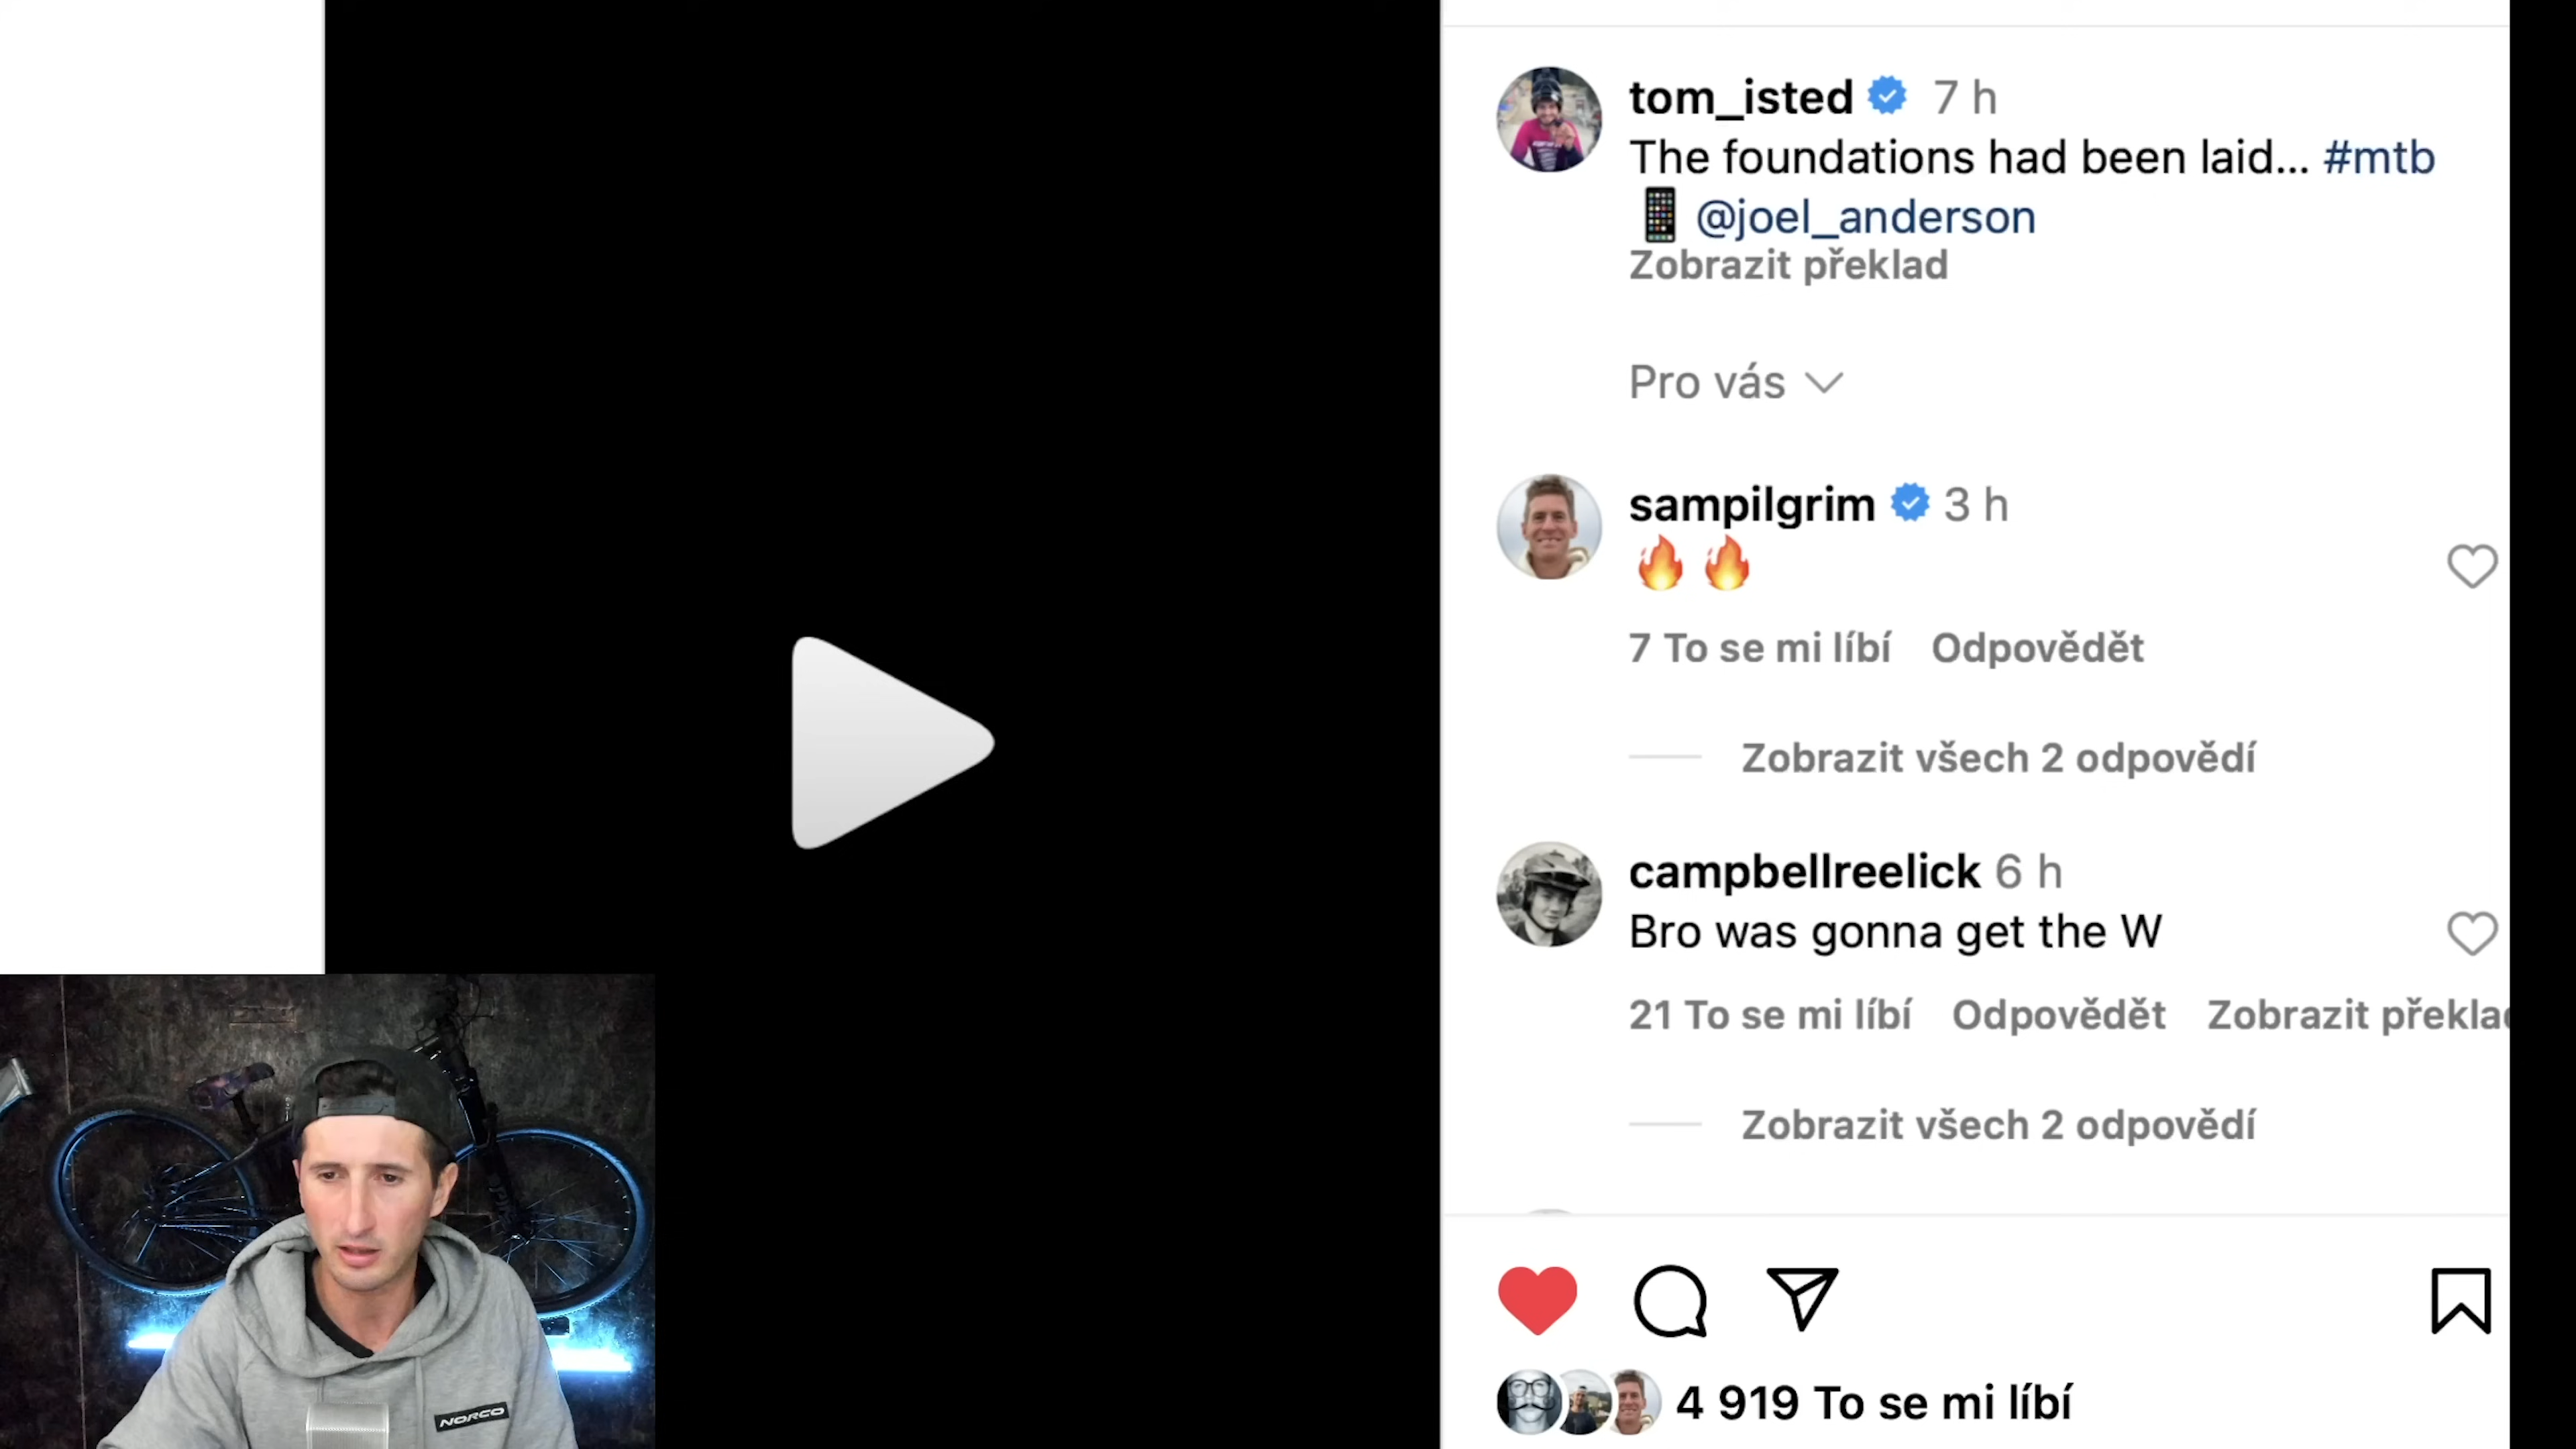 tom_isted 7 h
The foundations had been laid... #mtb
@joel_anderson
Zobrazit překlad
Pro vás
sampilgrim 3 h
7 To se mi líbí Odpovědět
Zobrazit všech 2 odpovědí
campbellreelick 6 h
Bro was gonna get the W
21 To se mi líbí Odpovědět Zobrazit překlad
Zobrazit všech 2 odpovědí
4 919 To se mi líbí
NORCO